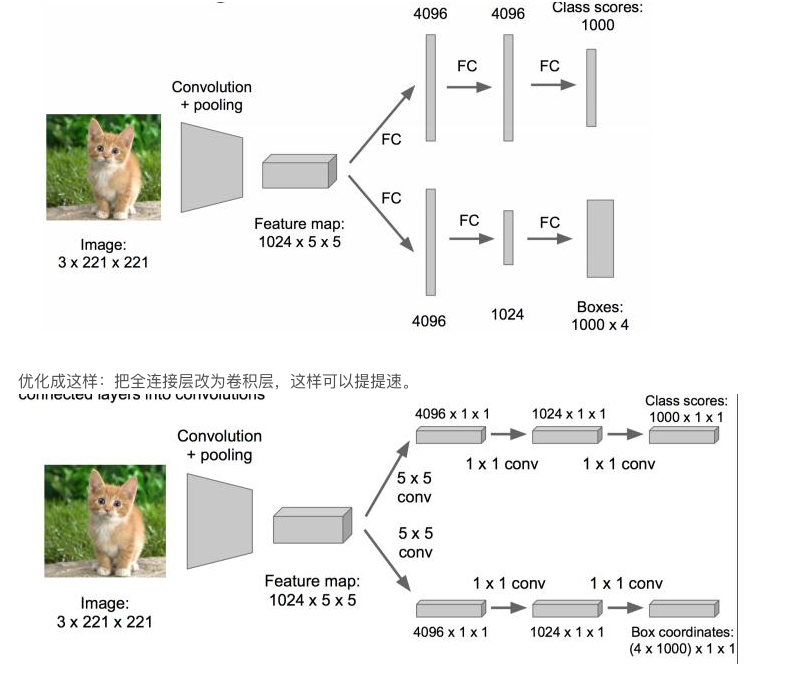 4096
4096
Class scores:
1000
FC
FC
Convolution
+ pooling
FC
FC
Feature map:
1024 x 5 x 5
Image:
3 x 221 x 221
FC
FC
4096
1024
Boxes:
1000 x 4
优化成这样：把全连接层改为卷积层，这样可以提提速。
connected layers into convolutions
Class scores:
4096 x 1 x 1
1024 x 1 x 1
1000 x 1 x 1
Convolution
+ pooling
1 x 1 conv
1 x 1 conv
5 x 5
conv
5 x 5
conv
Feature map:
1024 x 5 x 5
Image:
3 x 221 x 221
1 x 1 conv
1 x 1 conv
4096 x 1 x 1
1024 x 1 x 1
Box coordinates:
(4 x 1000) x 1 x 1